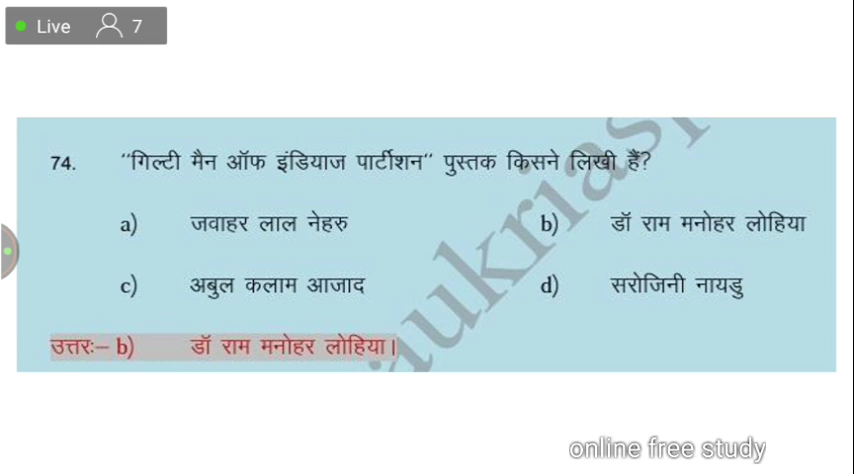 Live 7
74. ‘‘गिल्टी मैन ऑफ इंडियाज पार्टीशन‘‘ पुस्तक किसने लिखी हैं?
a) जवाहर लाल नेहरु b) डॉ राम मनोहर लोहिया
c) अबुल कलाम आजाद d) सरोजिनी नायडु
उत्तरः– b) डॉ राम मनोहर लोहिया।
online free study